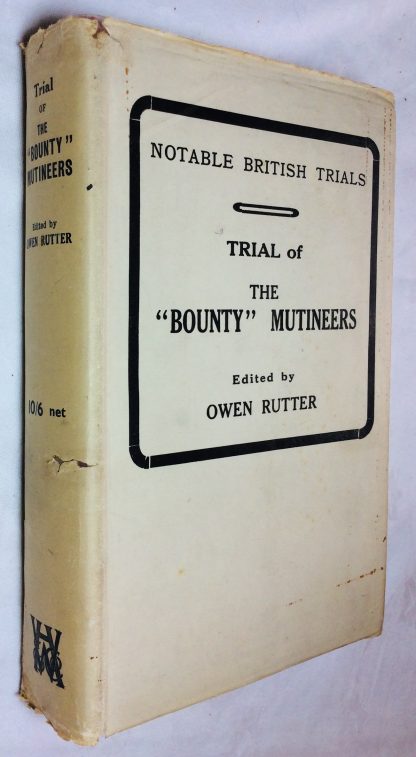 Trial
OF
THE
"BOUNTY"
MUTINEERS
Edited by
OWEN RUTTER
10/6 net
NOTABLE BRITISH TRIALS
TRIAL of
THE
"BOUNTY" MUTINEERS
Edited by
OWEN RUTTER